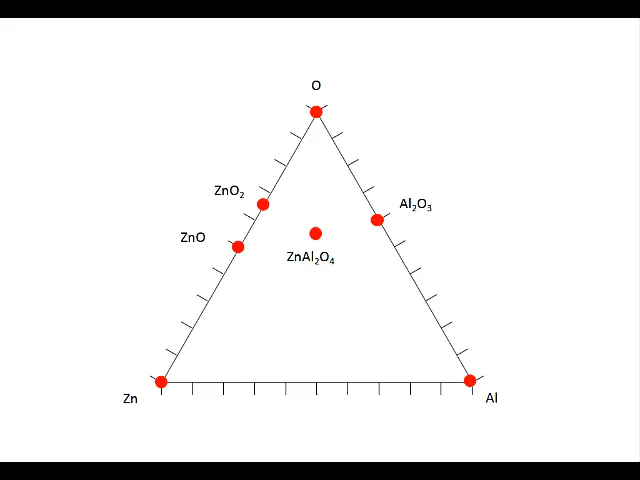 O
ZnO₂
Al₂O₃
ZnO
ZnAl₂O₄
Zn
Al